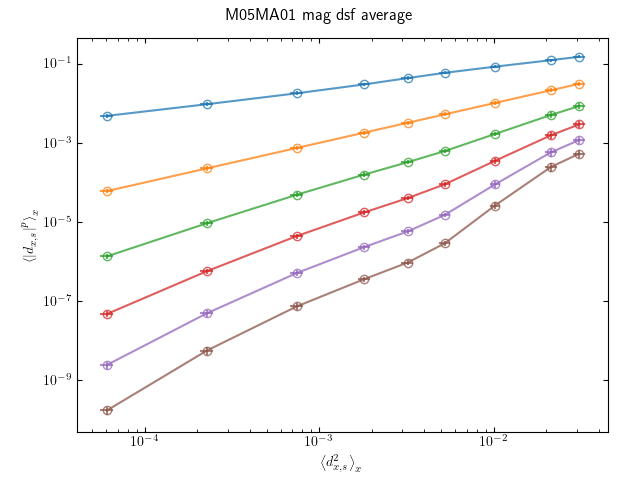 M05MA01 mag dsf average
10⁻¹
10⁻³
10⁻⁵
10⁻⁷
10⁻⁹
⟨|d_{x,s}|^p⟩_x
10⁻⁴ 10⁻³ 10⁻²
⟨d²_{x,s}⟩_x